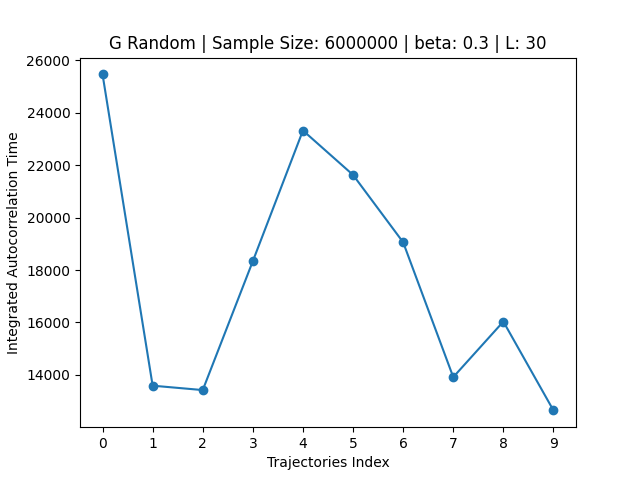 G Random | Sample Size: 6000000 | beta: 0.3 | L: 30
26000
24000
22000
20000
18000
16000
14000
Integrated Autocorrelation Time
0 1 2 3 4 5 6 7 8 9
Trajectories Index